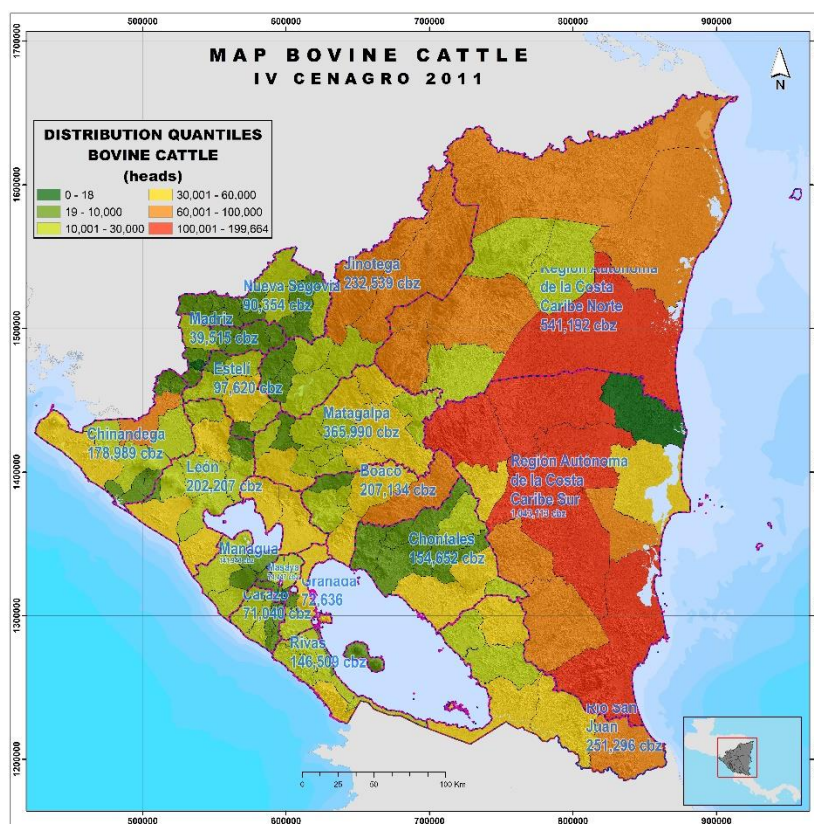 500000 600000 700000 800000 900000
1700000
MAP BOVINE CATTLE
IV CENAGRO 2011
N
DISTRIBUTION QUANTILES
BOVINE CATTLE
(heads)
0 - 18
19 - 10,000
10,001 - 30,000
30,001 - 60,000
60,001 - 100,000
100,001 - 199,664
1600000
Jinotega
232,539 cbz
Región Autónoma
de la Costa
Caribe Norte
541,192 cbz
Nueva Segovia
90,354 cbz
Madriz
39,515 cbz
1500000
Estelí
97,620 cbz
Matagalpa
365,990 cbz
Chinandega
178,989 cbz
León
202,207 cbz
Boaco
207,134 cbz
Región Autónoma
de la Costa
Caribe Sur
1400000
Chontales
154,652 cbz
Managua
Masaya
Granada
72,636
Carazo
71,040 cbz
1300000
Rivas
146,509 cbz
Río San
Juan
251,296 cbz
1200000
0 25 50 100 Km
500000 600000 700000 800000 900000